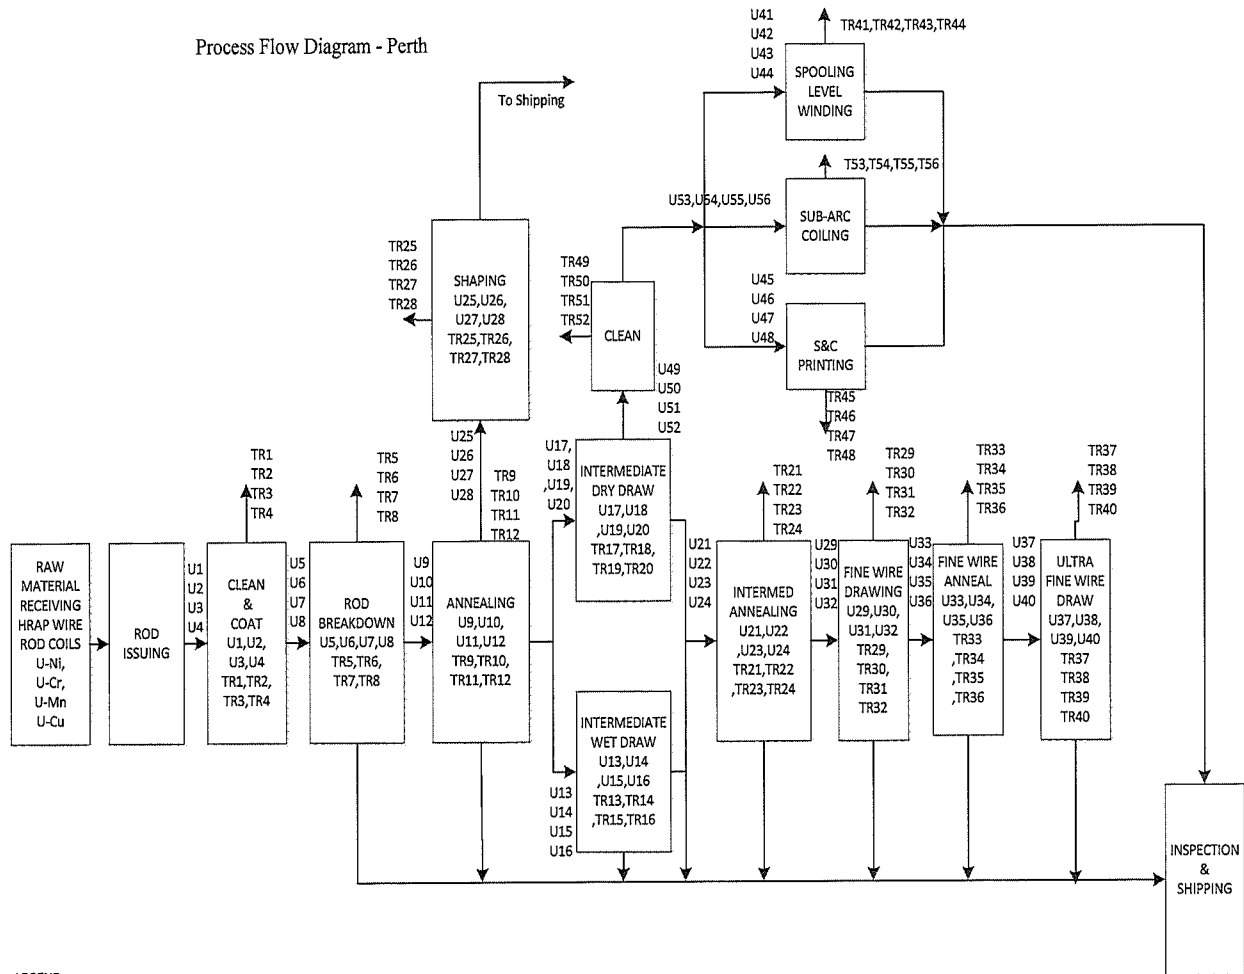 Process Flow Diagram - Perth
To Shipping
U41
U42
U43
U44
TR41,TR42,TR43,TR44
SPOOLING
LEVEL
WINDING
T53,T54,T55,T56
U53,U54,U55,U56
SUB-ARC
COILING
U45
U46
U47
U48
S&C
PRINTING
TR45
TR46
TR47
TR48
TR25
TR26
TR27
TR28
SHAPING
U25,U26,
U27,U28
TR25,TR26,
TR27,TR28
TR49
TR50
TR51
TR52
CLEAN
U49
U50
U51
U52
U25
U26
U27
U28
RAW
MATERIAL
RECEIVING
HRAP WIRE
ROD COILS
U-Ni,
U-Cr,
U-Mn
U-Cu
ROD
ISSUING
U1
U2
U3
U4
TR1
TR2
TR3
TR4
CLEAN
&
COAT
U1,U2,
U3,U4
TR1,TR2,
TR3,TR4
U5
U6
U7
U8
TR5
TR6
TR7
TR8
ROD
BREAKDOWN
U5,U6,U7,U8
TR5,TR6,
TR7,TR8
U9
U10
U11
U12
TR9
TR10
TR11
TR12
ANNEALING
U9,U10,
U11,U12
TR9,TR10,
TR11,TR12
U17,
U18
,U19,
U20
INTERMEDIATE
DRY DRAW
U17,U18
,U19,U20
TR17,TR18,
TR19,TR20
U13
U14
U15
U16
INTERMEDIATE
WET DRAW
U13,U14
,U15,U16
TR13,TR14
,TR15,TR16
U21
U22
U23
U24
TR21
TR22
TR23
TR24
INTERMED
ANNEALING
U21,U22
,U23,U24
TR21,TR22
,TR23,TR24
U29
U30
U31
U32
TR29
TR30
TR31
TR32
FINE WIRE
DRAWING
U29,U30,
U31,U32
TR29,
TR30,
TR31
TR32
U33
U34
U35
U36
TR33
TR34
TR35
TR36
FINE WIRE
ANNEAL
U33,U34,
U35,U36
TR33
,TR34
,TR35
,TR36
U37
U38
U39
U40
TR37
TR38
TR39
TR40
ULTRA
FINE WIRE
DRAW
U37,U38,
U39,U40
TR37
TR38
TR39
TR40
INSPECTION
&
SHIPPING